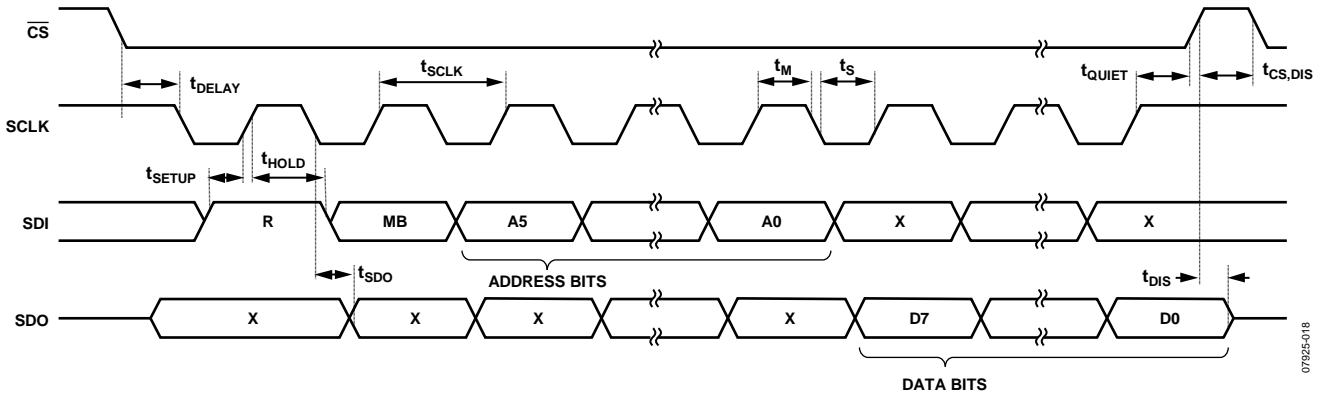 CS
tDELAY
tSCLK
tM
tS
tQUIET
tCS,DIS
SCLK
tSETUP
tHOLD
SDI
R
MB
A5
A0
X
X
ADDRESS BITS
tSDO
tDIS
SDO
X
X
X
X
D7
D0
DATA BITS
07925-018